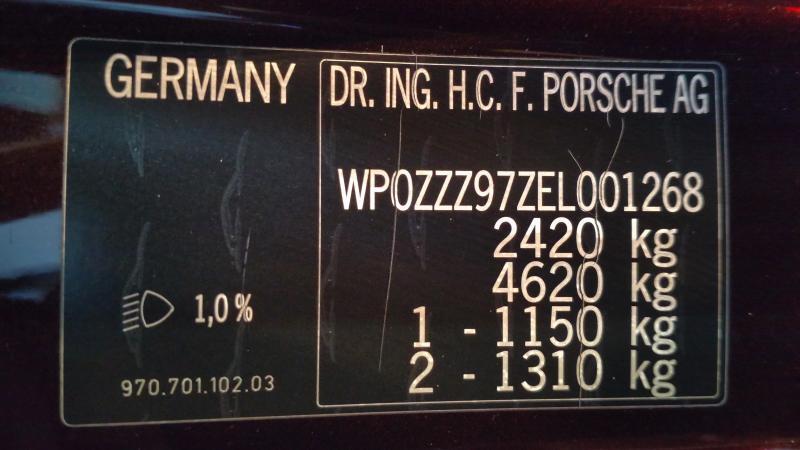 GERMANY
DR. ING. H.C. F. PORSCHE AG
WP0ZZZ97ZEL001268
2420 kg
4620 kg
1 - 1150 kg
2 - 1310 kg
1,0%
970.701.102.03